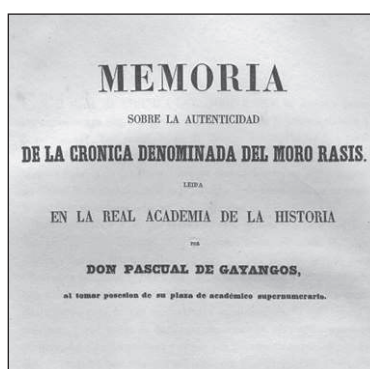 MEMORIA
SOBRE LA AUTENTICIDAD
DE LA CRONICA DENOMINADA DEL MORO RASIS.
LEIDA
EN LA REAL ACADEMIA DE LA HISTORIA
POR
DON PASCUAL DE GAYANGOS,
al tomar posesion de su plaza de académico supernumerario.